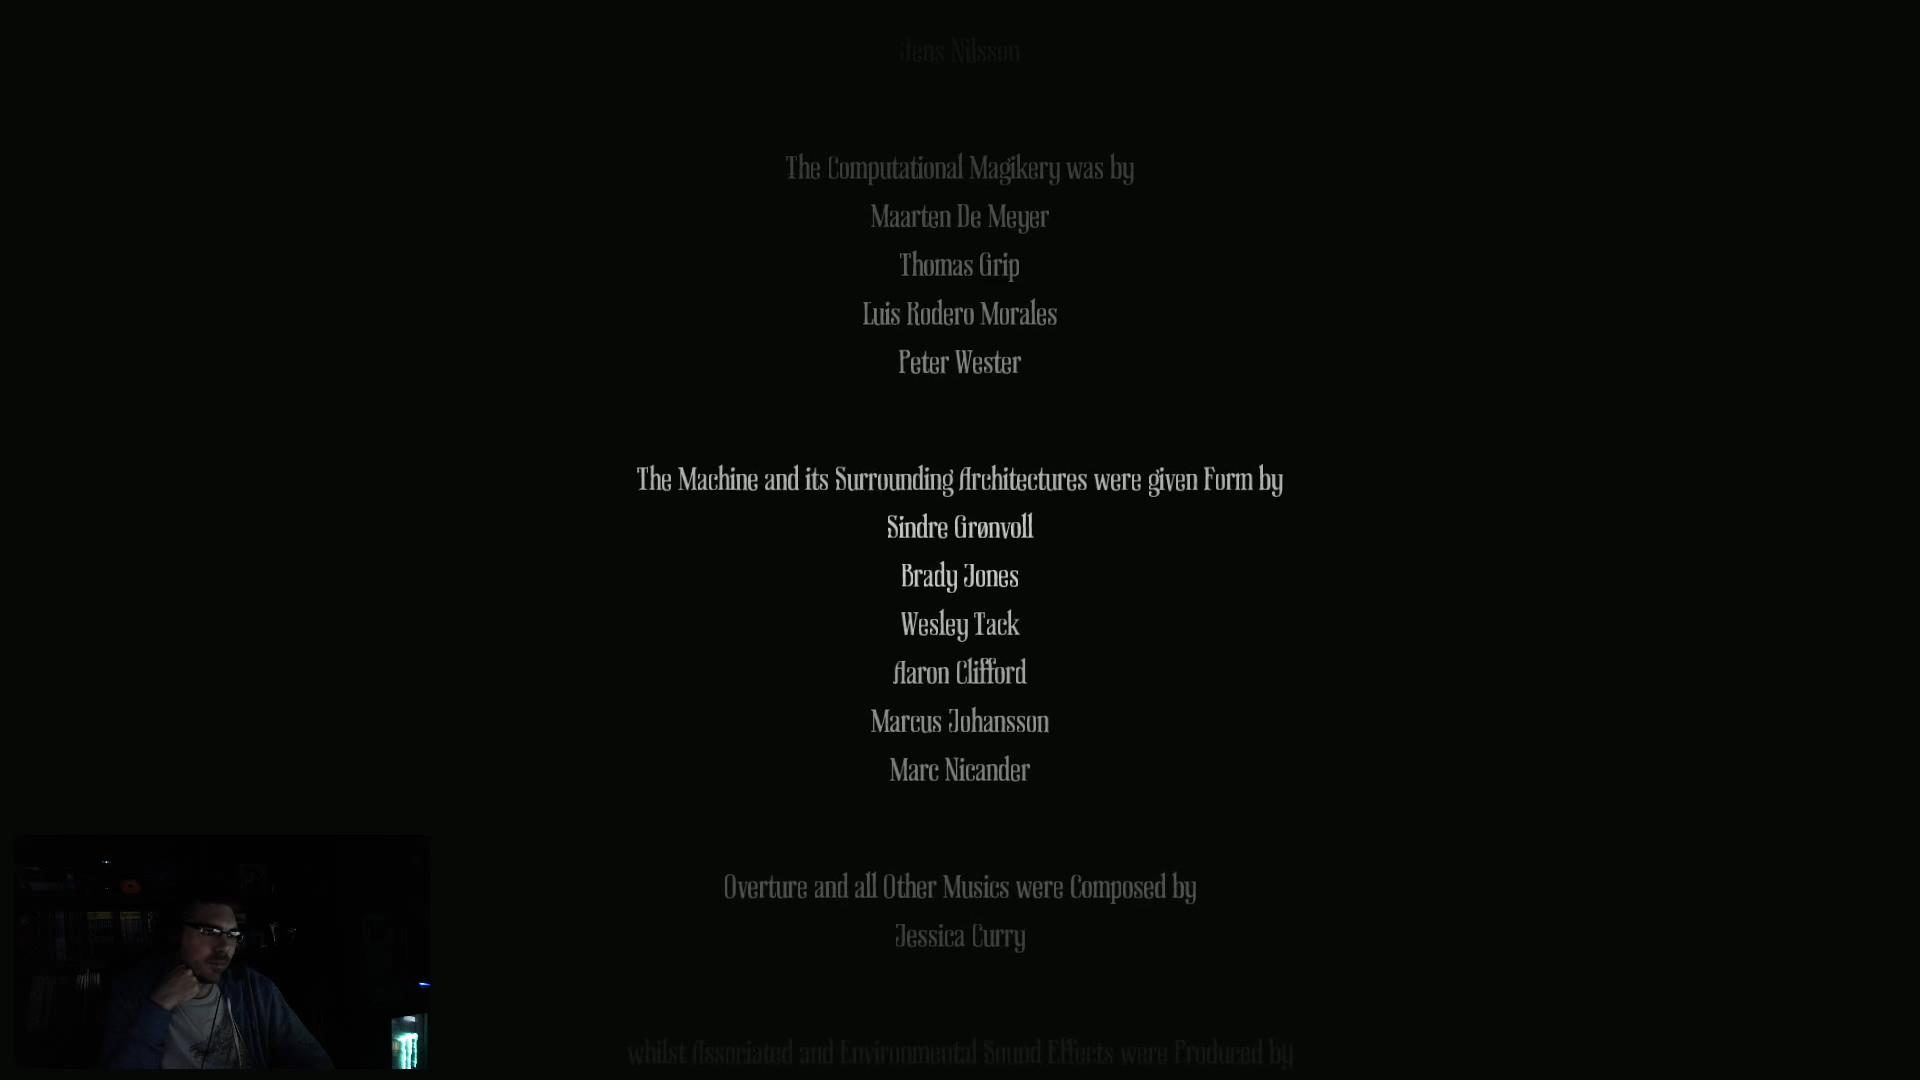 Jens Nilsson
The Computational Magikery was by
Maarten De Meyer
Thomas Grip
Luis Rodero Morales
Peter Wester
The Machine and its Surrounding Architectures were given Form by
Sindre Grønvoll
Brady Jones
Wesley Tack
Aaron Clifford
Marcus Johansson
Marc Nicander
Overture and all Other Musics were Composed by
Jessica Curry
whilst Associated and Environmental Sound Effects were Produced by